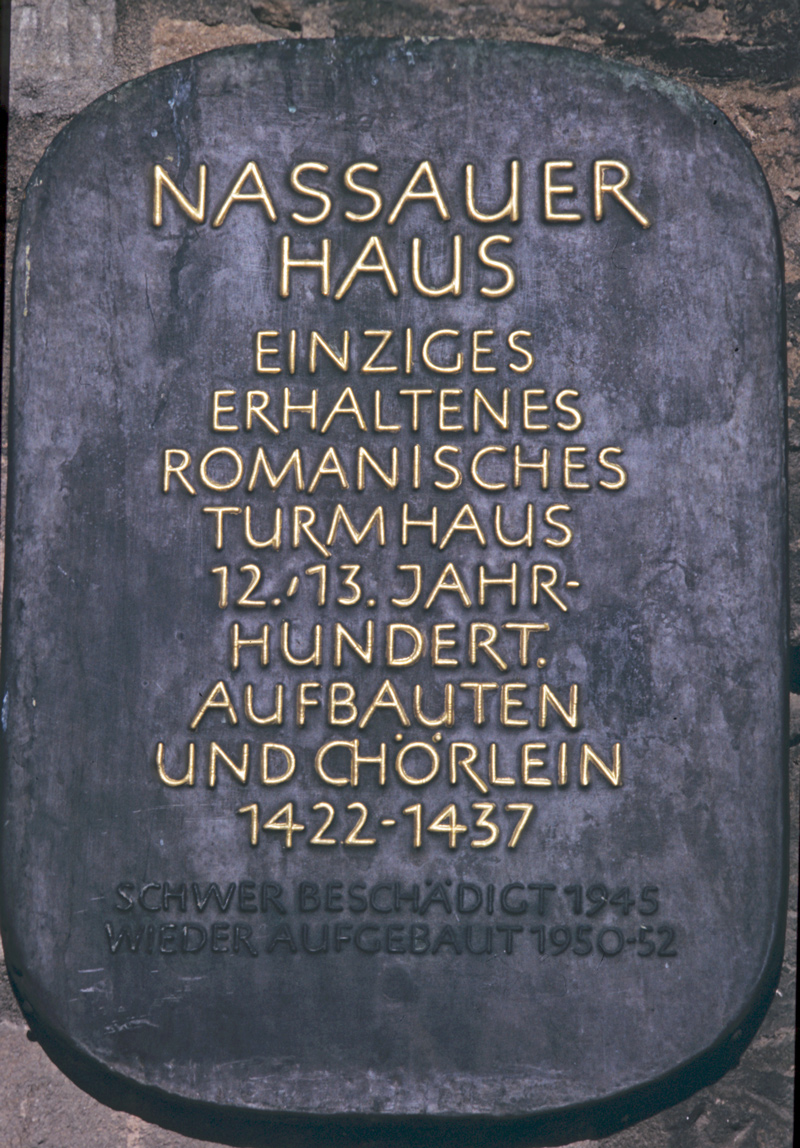 NASSAUER
HAUS
EINZIGES
ERHALTENES
ROMANISCHES
TURMHAUS
12./13. JAHR-
HUNDERT.
AUFBAUTEN
UND CHÖRLEIN
1422-1437
SCHWER BESCHÄDIGT 1945
WIEDER AUFGEBAUT 1950-52